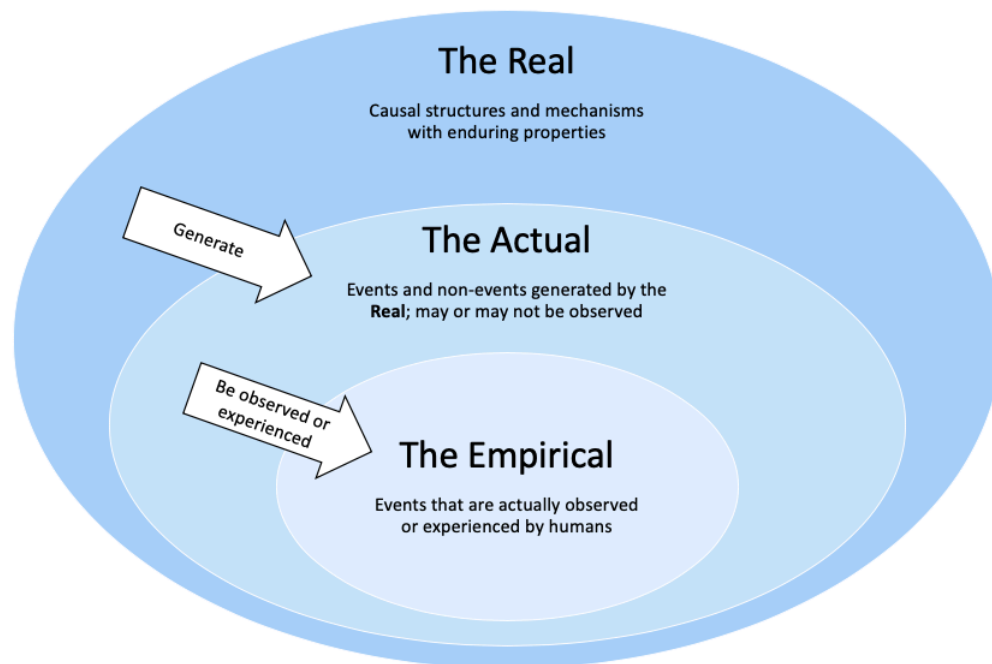 The Real
Causal structures and mechanisms
with enduring properties
Generate
The Actual
Events and non-events generated by the
Real; may or may not be observed
Be observed or
experienced
The Empirical
Events that are actually observed
or experienced by humans